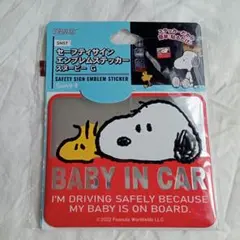 PEANUTS
SN57
セーフティサイン
エンブレムステッカー
スヌーピー G
SAFETY SIGN EMBLEM STICKER
BABY IN CAR
I'M DRIVING SAFELY BECAUSE
MY BABY IS ON BOARD.
©2022 Peanuts Worldwide LLC